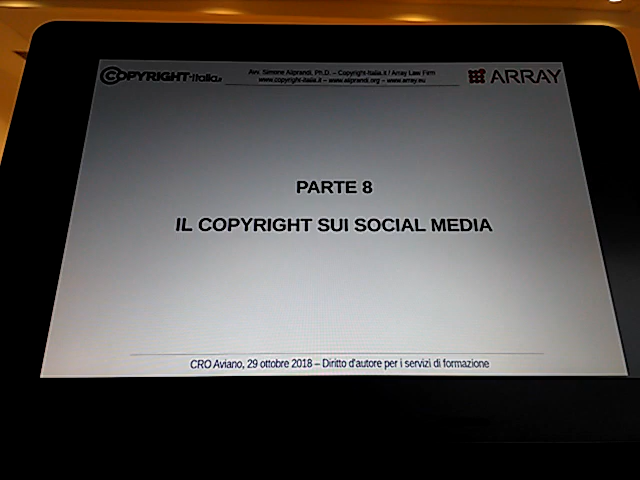 COPYRIGHT-Italia.it
Avv. Simone Aliprandi, Ph.D. – Copyright-Italia.it / Array Law Firm
www.copyright-italia.it – www.aliprandi.org – www.array.eu
ARRAY
PARTE 8
IL COPYRIGHT SUI SOCIAL MEDIA
CRO Aviano, 29 ottobre 2018 – Diritto d'autore per i servizi di formazione